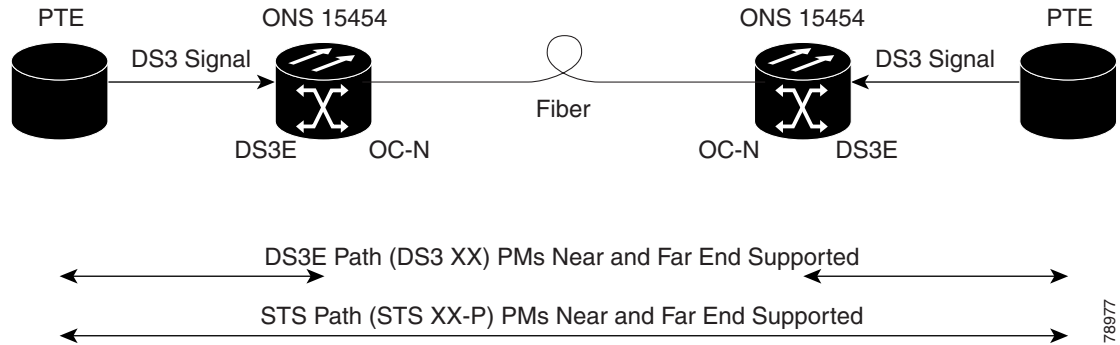 PTE
ONS 15454
ONS 15454
PTE
DS3 Signal
DS3 Signal
Fiber
DS3E
OC-N
OC-N
DS3E
DS3E Path (DS3 XX) PMs Near and Far End Supported
STS Path (STS XX-P) PMs Near and Far End Supported
78977